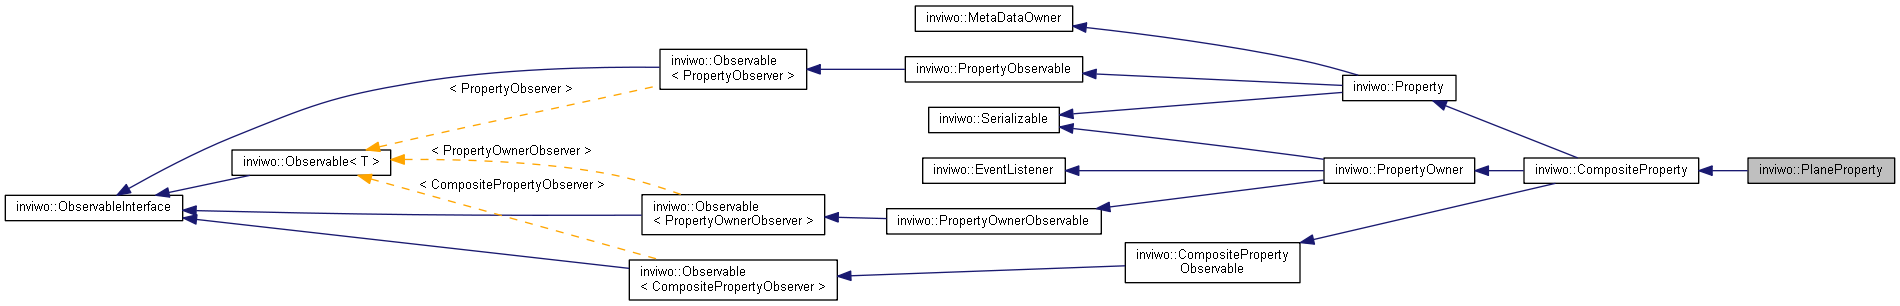 inviwo::MetaDataOwner
inviwo::Observable
< PropertyObserver >
inviwo::PropertyObservable
inviwo::Property
< PropertyObserver >
inviwo::Serializable
inviwo::Observable< T >
< PropertyOwnerObserver >
inviwo::EventListener
inviwo::PropertyOwner
inviwo::CompositeProperty
inviwo::PlaneProperty
< CompositePropertyObserver >
inviwo::ObservableInterface
inviwo::Observable
< PropertyOwnerObserver >
inviwo::PropertyOwnerObservable
inviwo::CompositeProperty
Observable
inviwo::Observable
< CompositePropertyObserver >